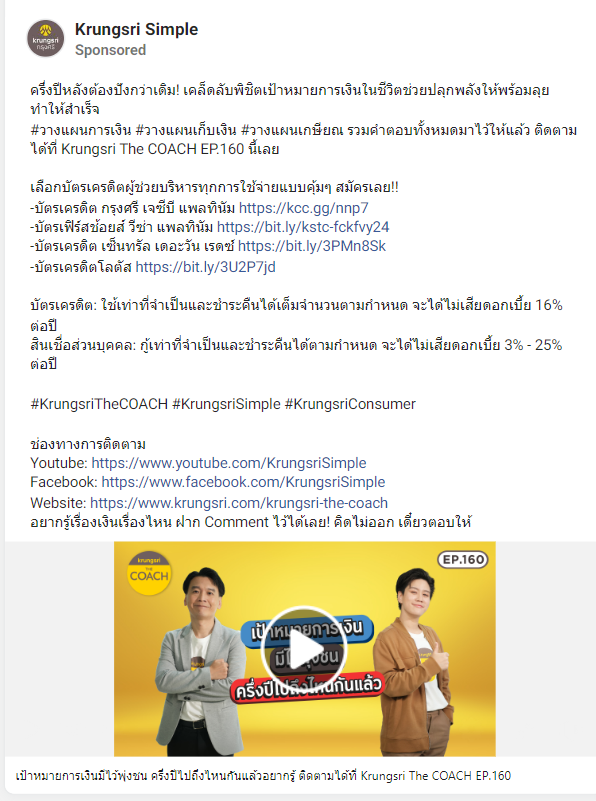 Krungsri Simple
Sponsored
ครึ่งปีหลังต้องปังกว่าเดิม! เคล็ดลับพิชิตเป้าหมายการเงินในชีวิตช่วยปลุกพลังให้พร้อมลุย
ทำให้สำเร็จ
#วางแผนการเงิน #วางแผนเก็บเงิน #วางแผนเกษียณ รวมคำตอบทั้งหมดมาไว้ให้แล้ว ติดตาม
ได้ที่ Krungsri The COACH EP.160 นี้เลย
เลือกบัตรเครดิตผู้ช่วยบริหารทุกการใช้จ่ายแบบคุ้มๆ สมัครเลย!!
-บัตรเครดิต กรุงศรี เจซีบี แพลทินัม https://kcc.gg/nnp7
-บัตรเฟิร์สช้อยส์ วีซ่า แพลทินัม https://bit.ly/kstc-fckfvy24
-บัตรเครดิต เซ็นทรัล เดอะวัน เรดซ์ https://bit.ly/3PMn8Sk
-บัตรเครดิตโลตัส https://bit.ly/3U2P7jd
บัตรเครดิต: ใช้เท่าที่จำเป็นและชำระคืนได้เต็มจำนวนตามกำหนด จะได้ไม่เสียดอกเบี้ย 16%
ต่อปี
สินเชื่อส่วนบุคคล: กู้เท่าที่จำเป็นและชำระคืนได้ตามกำหนด จะได้ไม่เสียดอกเบี้ย 3% - 25%
ต่อปี
#KrungsriTheCOACH #KrungsriSimple #KrungsriConsumer
ช่องทางการติดตาม
Youtube: https://www.youtube.com/KrungsriSimple
Facebook: https://www.facebook.com/KrungsriSimple
Website: https://www.krungsri.com/krungsri-the-coach
อยากรู้เรื่องเงินเรื่องไหน ฝาก Comment ไว้ได้เลย! คิดไม่ออก เดี๋ยวตอบให้
krungsri
THE
COACH
EP.160
เป้าหมายการเงิน
ครึ่งปีไปถึงไหนกันแล้ว
เป้าหมายการเงินมีไว้พุ่งชน ครึ่งปีไปถึงไหนกันแล้วอยากรู้ ติดตามได้ที่ Krungsri The COACH EP.160